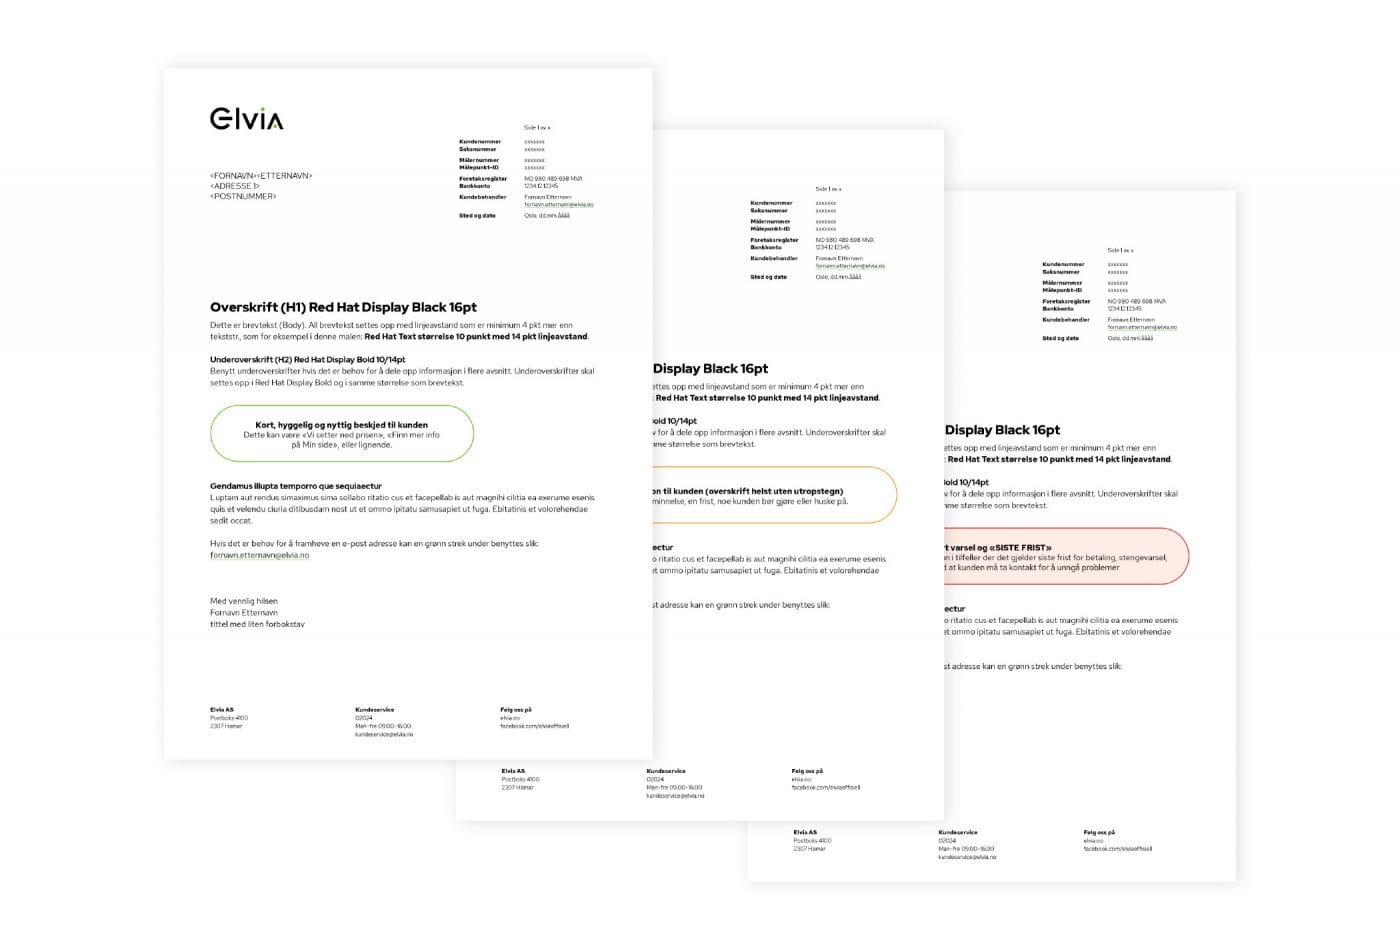 Elvia
Side 1 av x
Kundenummer xxxxxxx
Saksnummer xxxxxxx
Målernummer xxxxxxx
Målepunkt-ID xxxxxxx
Foretaksregister NO 980 489 698 MVA
Bankkonto 1234.12.12345
Kundebehandler Fornavn Etternavn
fornavn.etternavn@elvia.no
Sted og dato Oslo, dd.mm.åååå
<FORNAVN><ETTERNAVN>
<ADRESSE 1>
<POSTNUMMER>
Overskrift (H1) Red Hat Display Black 16pt
Dette er brevtekst (Body). All brevtekst settes opp med linjeavstand som er minimum 4 pkt mer enn
tekststr., som for eksempel i denne malen: Red Hat Text størrelse 10 punkt med 14 pkt linjeavstand.
Underoverskrift (H2) Red Hat Display Bold 10/14pt
Benytt underoverskrifter hvis det er behov for å dele opp informasjon i flere avsnitt. Underoverskrifter skal
settes opp i Red Hat Display Bold og i samme størrelse som brevtekst.
Kort, hyggelig og nyttig beskjed til kunden
Dette kan være «Vi setter ned prisen», «Finn mer info
på Min side», eller lignende.
Gendamus illupta temporro que sequiaectur
Luptam aut rendus simaximus sima sollabo ritatio cus et facepellab is aut magnihi cilitia ea exerume esenis
quis et velendu ciuria ditibusdam nost ut et ommo ipitatu samusapiet ut fuga. Ebitatinis et volorehendae
sedit occat.
Hvis det er behov for å framheve en e-post adresse kan en grønn strek under benyttes slik:
fornavn.etternavn@elvia.no
Med vennlig hilsen
Fornavn Etternavn
tittel med liten forbokstav
Elvia AS
Postboks 4100
2307 Hamar
Kundeservice
02024
Man-fre 09:00-16:00
kundeservice@elvia.no
Følg oss på
elvia.no
facebook.com/elviaoffisiell
Side 1 av x
Kundenummer xxxxxxx
Saksnummer xxxxxxx
Målernummer xxxxxxx
Målepunkt-ID xxxxxxx
Foretaksregister NO 980 489 698 MVA
Bankkonto 1234.12.12345
Kundebehandler Fornavn Etternavn
fornavn.etternavn@elvia.no
Sted og dato Oslo, dd.mm.åååå
Display Black 16pt
ettes opp med linjeavstand som er minimum 4 pkt mer enn
: Red Hat Text størrelse 10 punkt med 14 pkt linjeavstand.
old 10/14pt
v for å dele opp informasjon i flere avsnitt. Underoverskrifter skal
me størrelse som brevtekst.
on til kunden (overskrift helst uten utropstegn)
minnelse, en frist, noe kunden bør gjøre eller huske på.
ectur
o ritatio cus et facepellab is aut magnihi cilitia ea exerume esenis
t ommo ipitatu samusapiet ut fuga. Ebitatinis et volorehendae
st adresse kan en grønn strek under benyttes slik:
Elvia AS
Postboks 4100
2307 Hamar
Kundeservice
02024
Man-fre 09:00-16:00
kundeservice@elvia.no
Følg oss på
elvia.no
facebook.com/elviaoffisiell
Side 1 av x
Kundenummer xxxxxxx
Saksnummer xxxxxxx
Målernummer xxxxxxx
Målepunkt-ID xxxxxxx
Foretaksregister NO 980 489 698 MVA
Bankkonto 1234.12.12345
Kundebehandler Fornavn Etternavn
fornavn.etternavn@elvia.no
Sted og dato Oslo, dd.mm.åååå
Display Black 16pt
ettes opp med linjeavstand som er minimum 4 pkt mer enn
: Red Hat Text størrelse 10 punkt med 14 pkt linjeavstand.
old 10/14pt
v for å dele opp informasjon i flere avsnitt. Underoverskrifter skal
me størrelse som brevtekst.
t varsel og «SISTE FRIST»
n i tilfeller der det gjelder siste frist for betaling, stengevarsel,
at kunden må ta kontakt for å unngå problemer
ectur
o ritatio cus et facepellab is aut magnihi cilitia ea exerume esenis
et ommo ipitatu samusapiet ut fuga. Ebitatinis et volorehendae
st adresse kan en grønn strek under benyttes slik:
Elvia AS
Postboks 4100
2307 Hamar
Kundeservice
02024
Man-fre 09:00-16:00
kundeservice@elvia.no
Følg oss på
elvia.no
facebook.com/elviaoffisiell